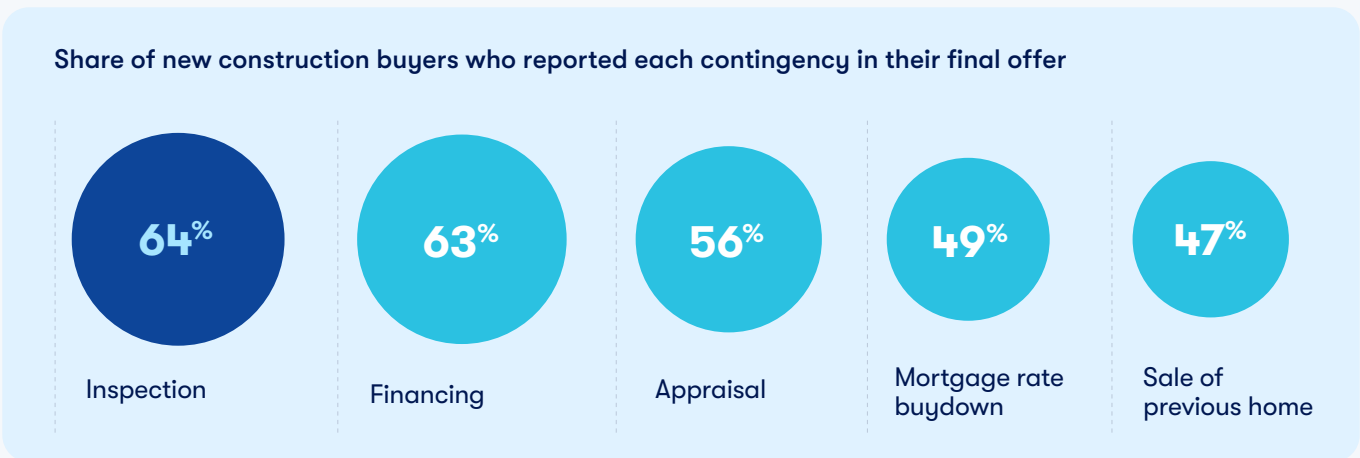 Share of new construction buyers who reported each contingency in their final offer
64%
63%
56%
49%
47%
Inspection
Financing
Appraisal
Mortgage rate
buydown
Sale of
previous home